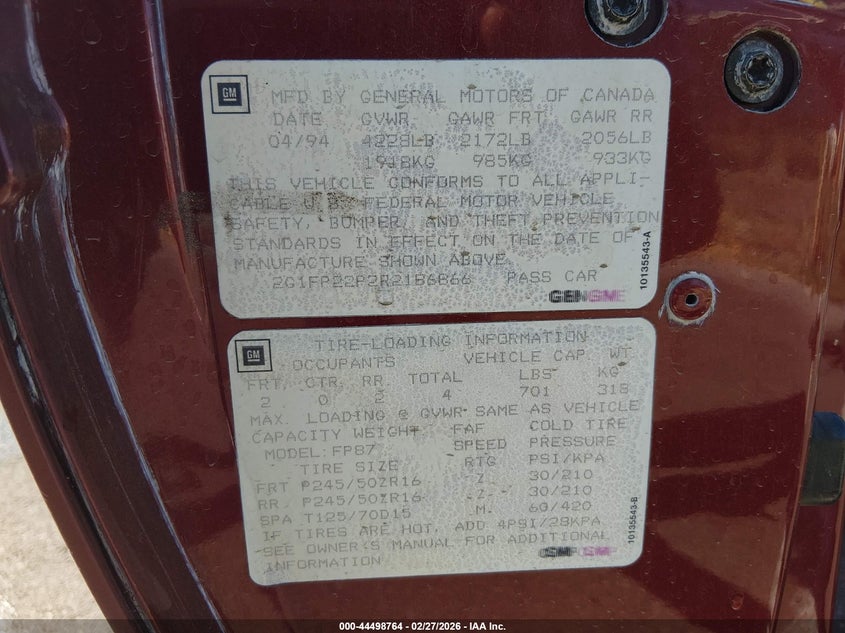 GM
MFD BY GENERAL MOTORS OF CANADA
DATE GVWR GAWR FRT GAWR RR
04/94 4228LB 2172LB 2056LB
1918KG 985KG 933KG
THIS VEHICLE CONFORMS TO ALL APPLI-
CABLE U.S. FEDERAL MOTOR VEHICLE
SAFETY, BUMPER, AND THEFT PREVENTION
STANDARDS IN EFFECT ON THE DATE OF
MANUFACTURE SHOWN ABOVE.
2G1FP22P2R2186866 PASS CAR
10135543-A
GM
TIRE-LOADING INFORMATION
OCCUPANTS VEHICLE CAP. WT
FRT. CTR. RR. TOTAL LBS KG
2 0 2 4 701 318
MAX. LOADING @ GVWR SAME AS VEHICLE
CAPACITY WEIGHT. FAF COLD TIRE
MODEL: FP87 SPEED PRESSURE
TIRE SIZE RTG PSI/KPA
FRT P245/50ZR16 -Z- 30/210
RR. P245/50ZR16 -Z- 30/210
SPA T125/70D15 .M. 60/420
IF TIRES ARE HOT, ADD 4PSI/28KPA
SEE OWNER'S MANUAL FOR ADDITIONAL
INFORMATION
10135543-B
000-44498764 | 02/27/2026 | IAA Inc.